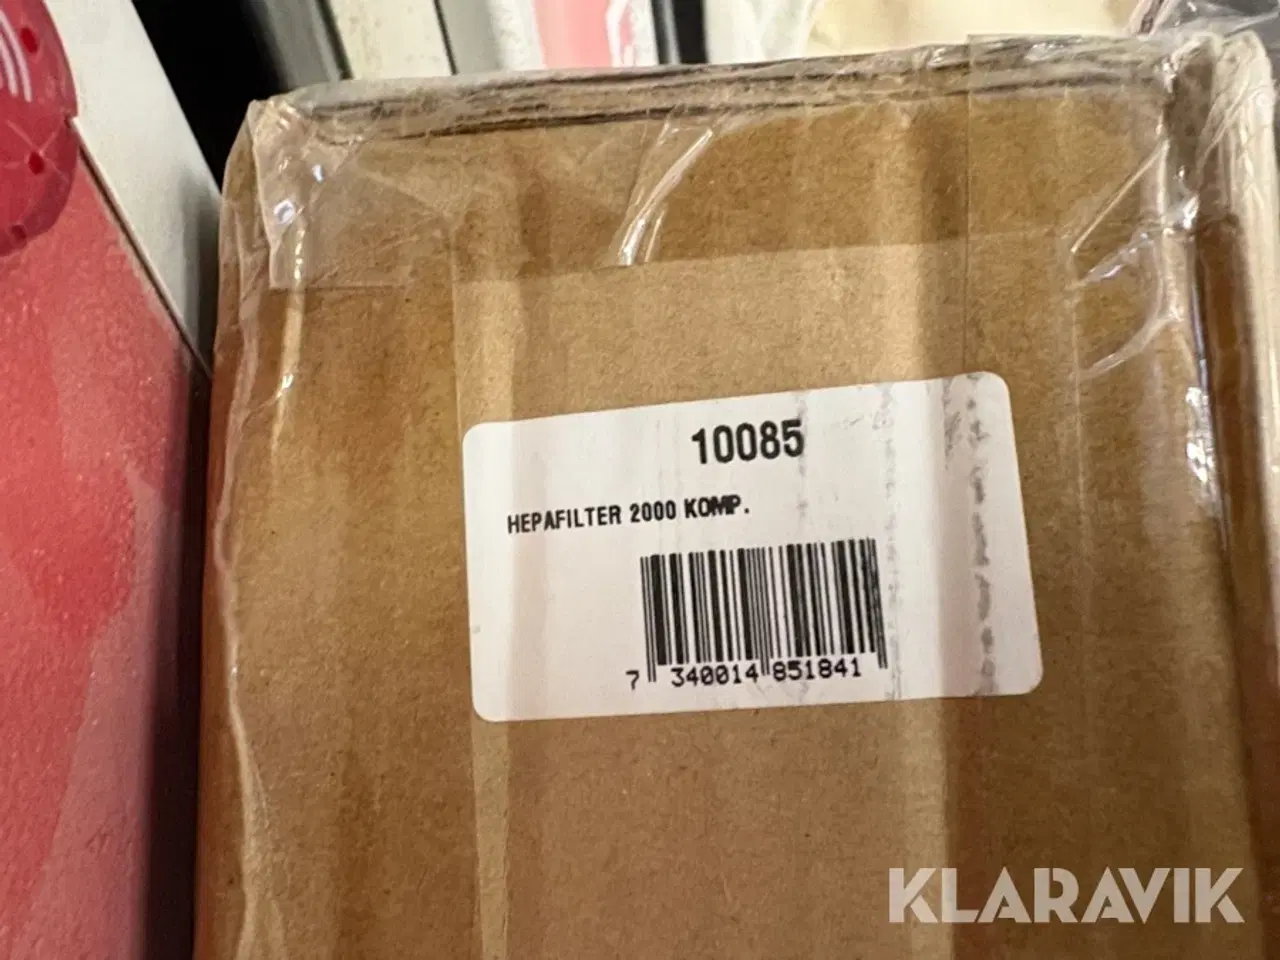 10085
HEPAFILTER 2000 KOMP.
7 340014 851841
KLARAVIK